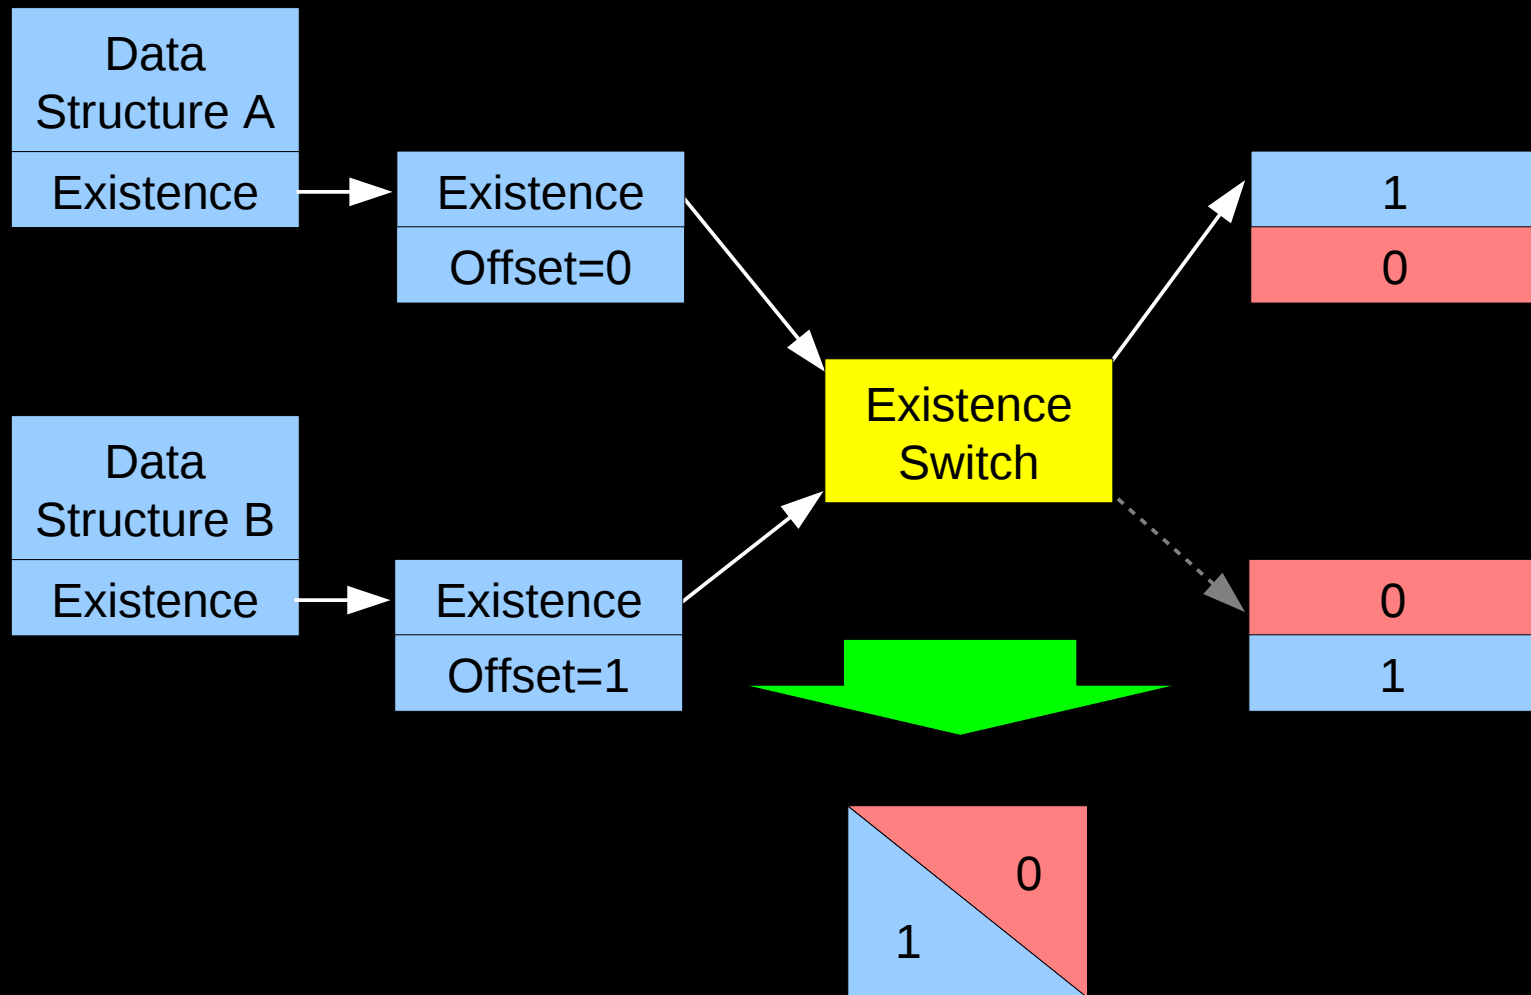 Data
Structure A
Existence
Existence
Offset=0
1
0
Existence
Switch
Data
Structure B
Existence
Existence
Offset=1
0
1
0
1